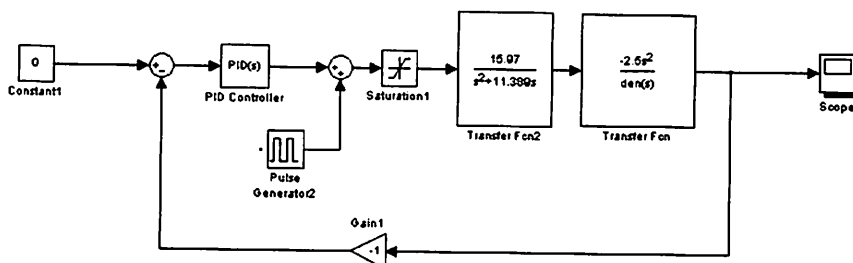 0
Constant1
PID(s)
PID Controller
Pulse
Generator2
Saturation1
15.97
s²+11.389s
Transfer Fcn2
-2.5s²
den(s)
Transfer Fcn
Scope
Gain1
-1